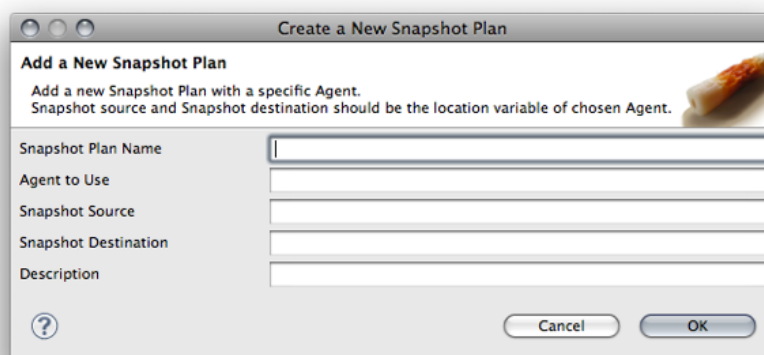 Create a New Snapshot Plan
Add a New Snapshot Plan
Add a new Snapshot Plan with a specific Agent.
Snapshot source and Snapshot destination should be the location variable of chosen Agent.
Snapshot Plan Name
Agent to Use
Snapshot Source
Snapshot Destination
Description
?
Cancel
OK